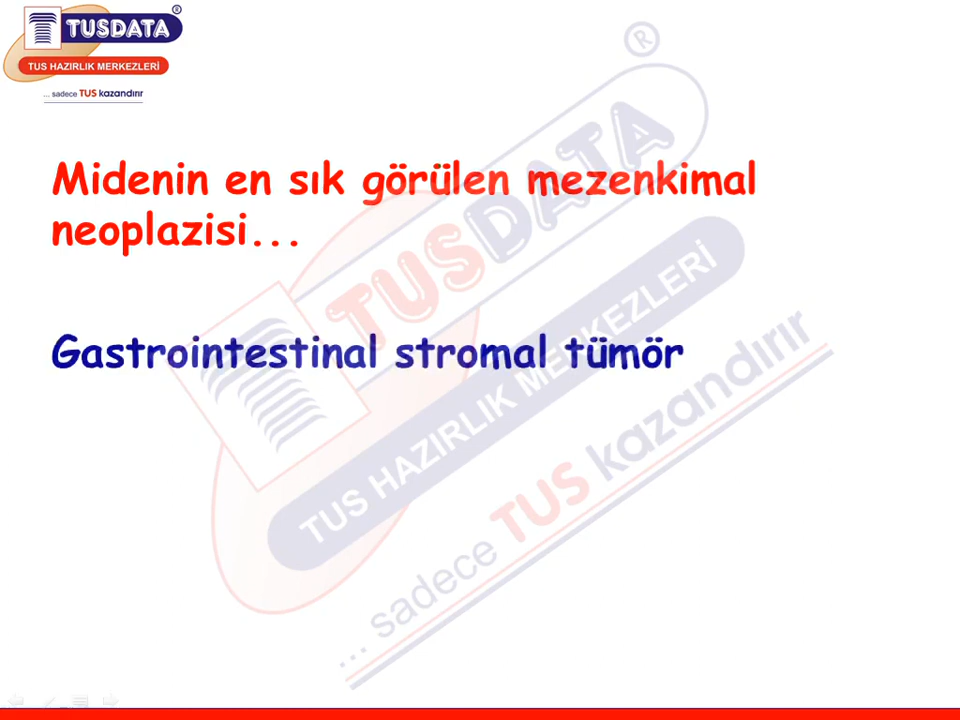 TUSDATA®
TUS HAZIRLIK MERKEZLERİ
... sadece TUS kazandırır
Midenin en sık görülen mezenkimal
neoplazisi...
Gastrointestinal stromal tümör
TUSDATA®
TUS HAZIRLIK MERKEZLERİ
... sadece TUS kazandırır